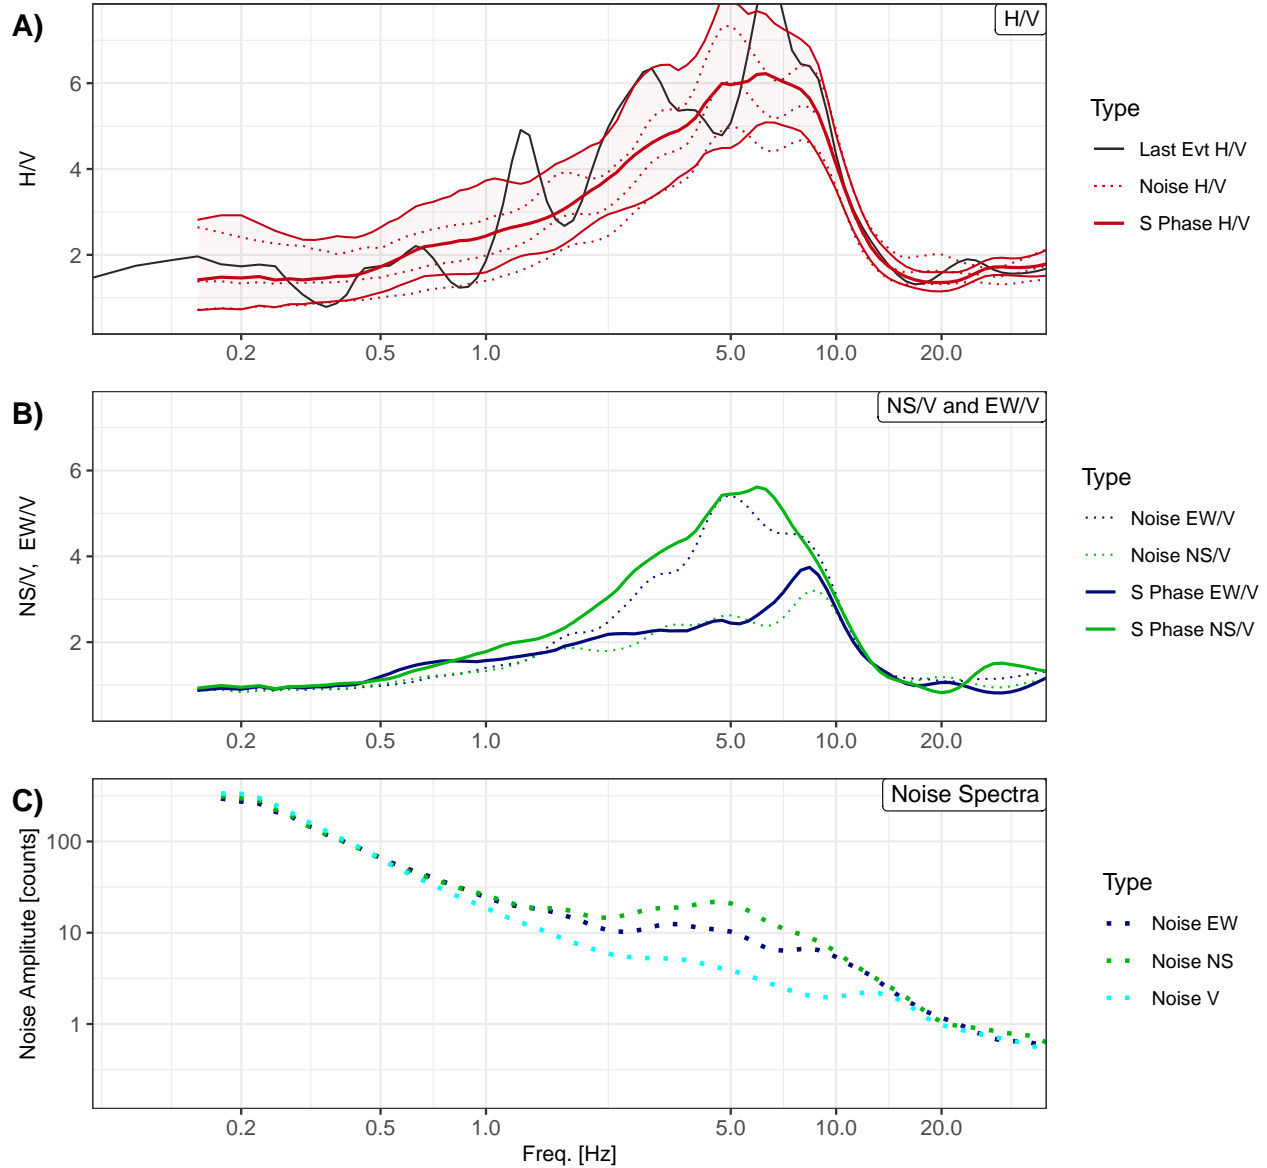 A)
H/V
H/V
6
4
2
0.2 0.5 1.0 5.0 10.0 20.0
Type
Last Evt H/V
Noise H/V
S Phase H/V
B)
NS/V and EW/V
NS/V, EW/V
6
4
2
0.2 0.5 1.0 5.0 10.0 20.0
Type
Noise EW/V
Noise NS/V
S Phase EW/V
S Phase NS/V
C)
Noise Spectra
Noise Amplitute [counts]
100
10
1
0.2 0.5 1.0 5.0 10.0 20.0
Freq. [Hz]
Type
Noise EW
Noise NS
Noise V